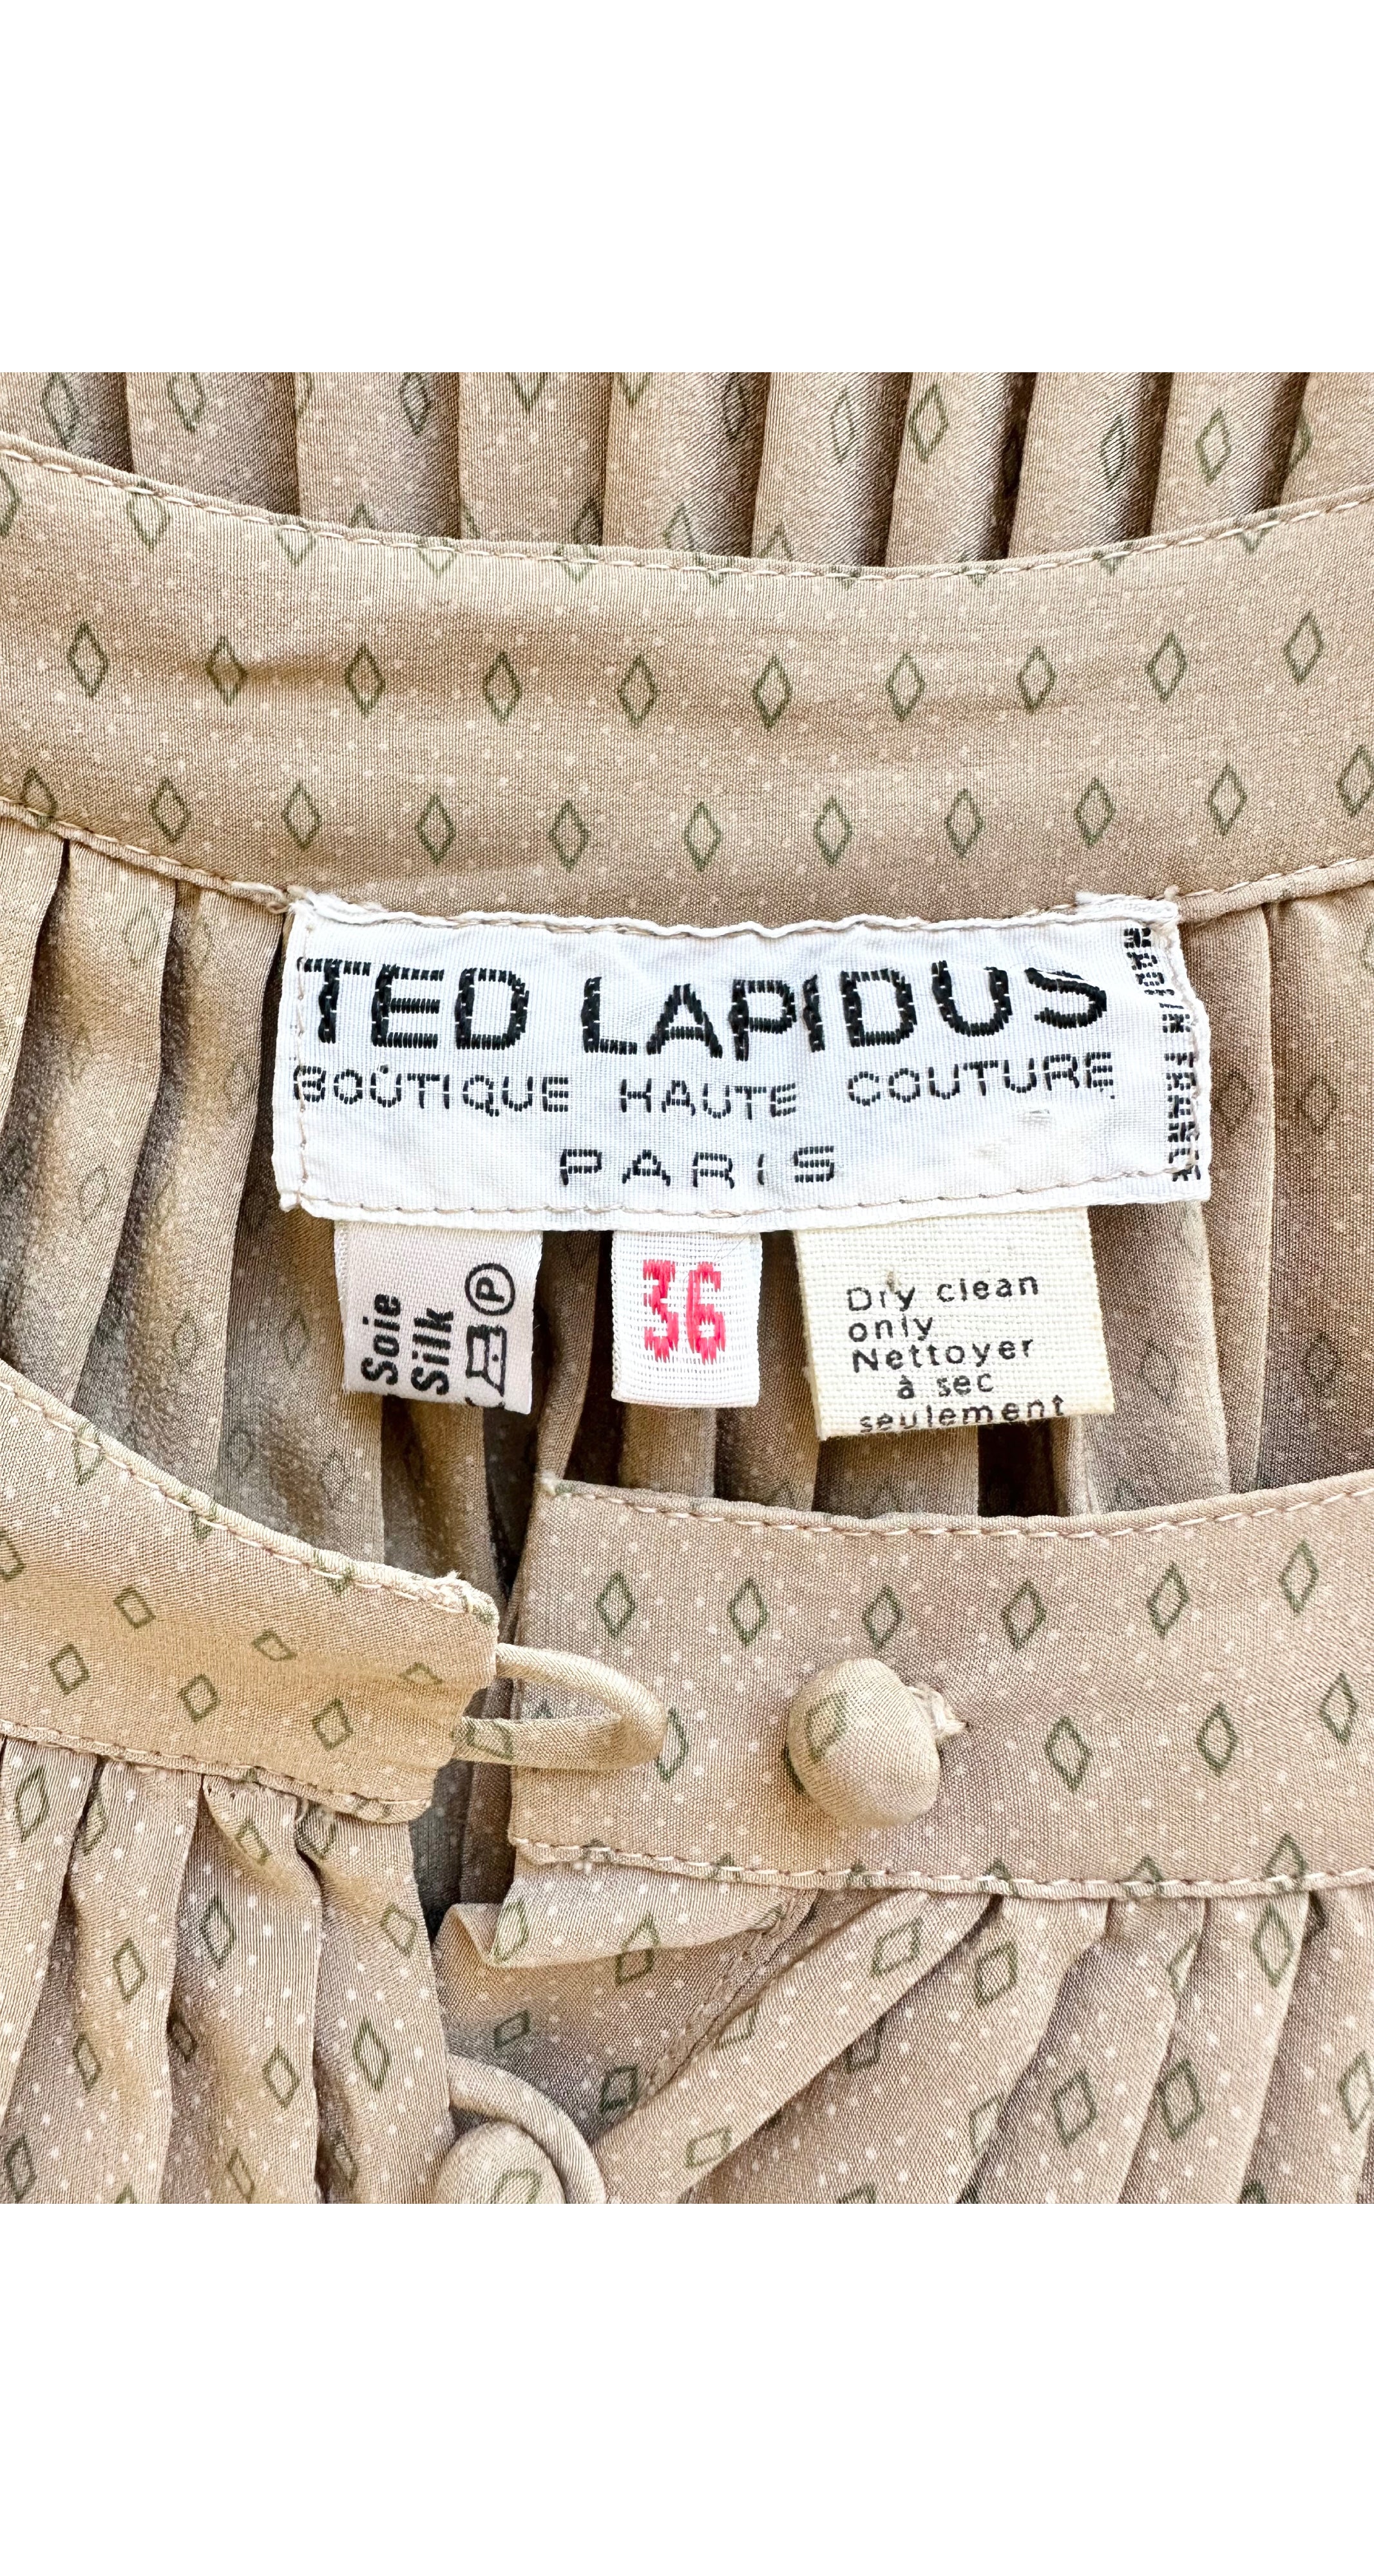 TED LAPIDUS
BOUTIQUE HAUTE COUTURE
PARIS
MADE IN FRANCE
Soie
Silk
P
36
Dry clean
only
Nettoyer
à sec
seulement